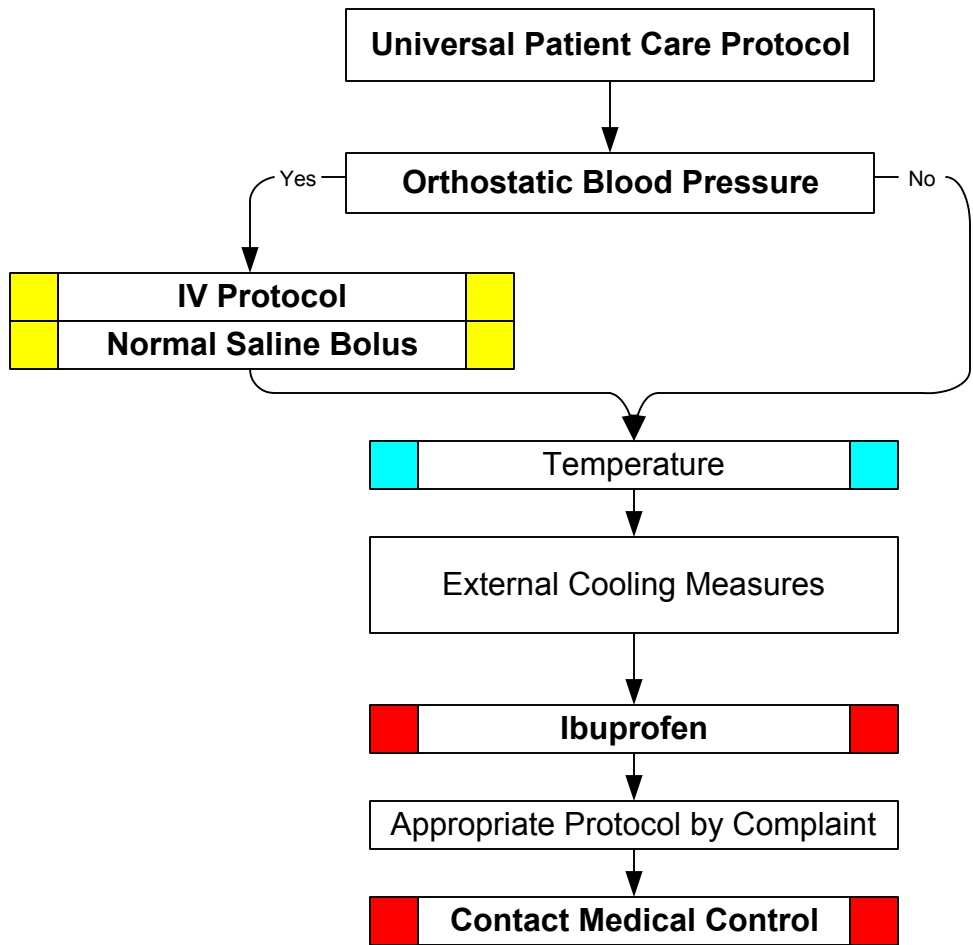 Universal Patient Care Protocol
Yes
Orthostatic Blood Pressure
No
IV Protocol
Normal Saline Bolus
Temperature
External Cooling Measures
Ibuprofen
Appropriate Protocol by Complaint
Contact Medical Control